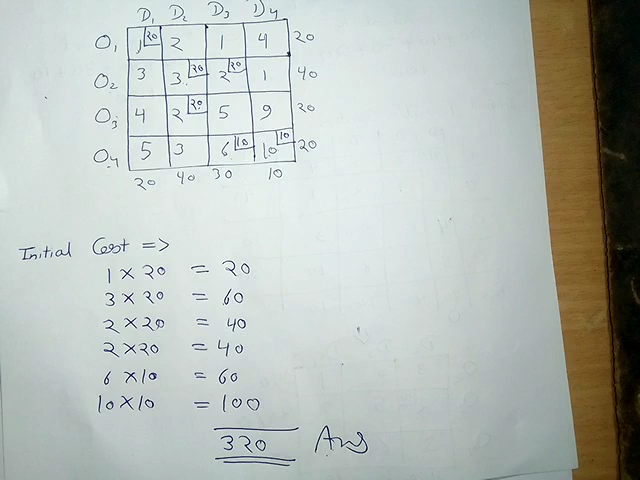 D1 D2 D3 D4
O1 1 20 2 1 4 20
O2 3 3 20 2 20 1 40
O3 4 2 20 5 9 20
O4 5 3 6 10 10 10 20
20 40 30 10
Initial Cost =>
1 × 20 = 20
3 × 20 = 60
2 × 20 = 40
2 × 20 = 40
6 × 10 = 60
10 × 10 = 100
320 Ans